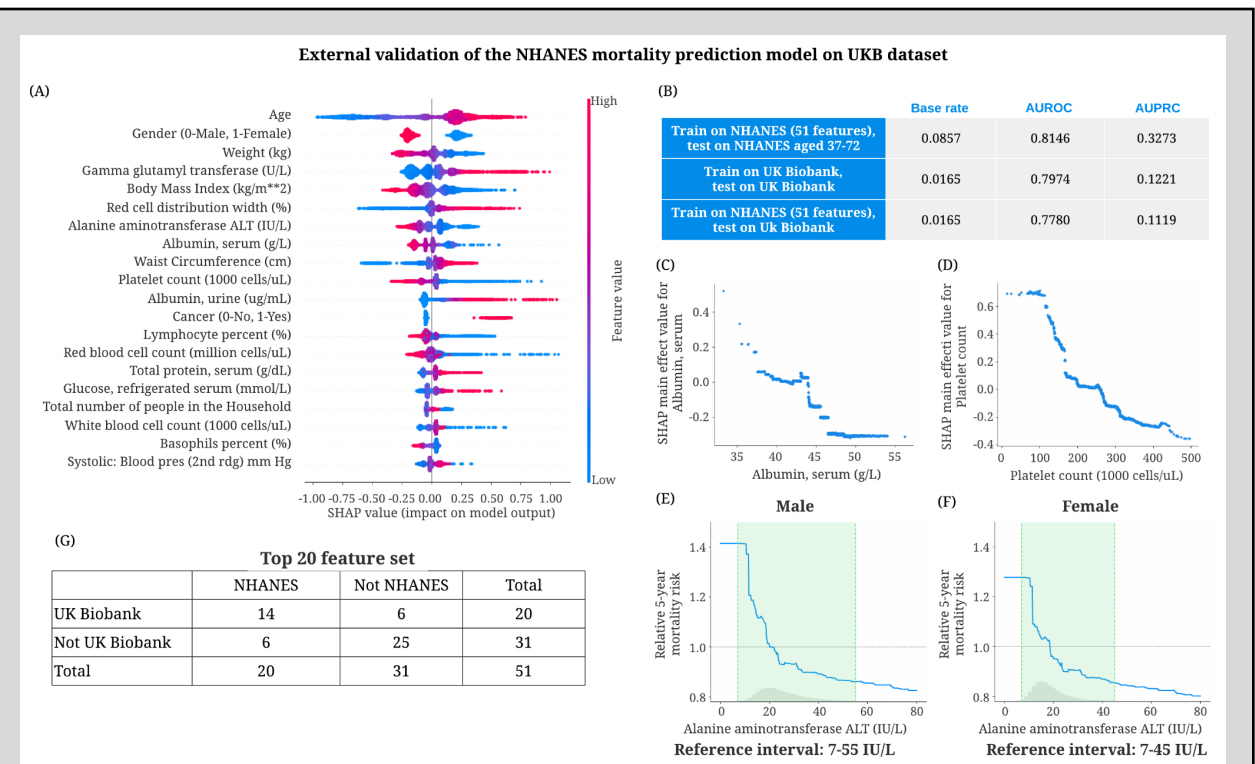 External validation of the NHANES mortality prediction model on UKB dataset
(A)
High
Age
Gender (0-Male, 1-Female)
Weight (kg)
Gamma glutamyl transferase (U/L)
Body Mass Index (kg/m**2)
Red cell distribution width (%)
Alanine aminotransferase ALT (IU/L)
Albumin, serum (g/L)
Waist Circumference (cm)
Platelet count (1000 cells/uL)
Albumin, urine (ug/mL)
Cancer (0-No, 1-Yes)
Lymphocyte percent (%)
Red blood cell count (million cells/uL)
Total protein, serum (g/dL)
Glucose, refrigerated serum (mmol/L)
Total number of people in the Household
White blood cell count (1000 cells/uL)
Basophils percent (%)
Systolic: Blood pres (2nd rdg) mm Hg
Feature value
Low
-1.00 -0.75 -0.50 -0.25 0.00 0.25 0.50 0.75 1.00
SHAP value (impact on model output)
(B)
Base rate AUROC AUPRC
Train on NHANES (51 features),
test on NHANES aged 37-72
0.0857 0.8146 0.3273
Train on UK Biobank,
test on UK Biobank
0.0165 0.7974 0.1221
Train on NHANES (51 features),
test on Uk Biobank
0.0165 0.7780 0.1119
(C)
SHAP main effect value for
Albumin, serum
0.4
0.2
0.0
-0.2
35 40 45 50 55
Albumin, serum (g/L)
(D)
SHAP main effecti value for
Platelet count
0.6
0.4
0.2
0.0
-0.2
-0.4
0 100 200 300 400 500
Platelet count (1000 cells/uL)
(E)
Male
Relative 5-year
mortality risk
1.4
1.2
1.0
0.8
0 20 40 60 80
Alanine aminotransferase ALT (IU/L)
Reference interval: 7-55 IU/L
(F)
Female
Relative 5-year
mortality risk
1.4
1.2
1.0
0.8
0 20 40 60 80
Alanine aminotransferase ALT (IU/L)
Reference interval: 7-45 IU/L
(G)
Top 20 feature set
NHANES Not NHANES Total
UK Biobank 14 6 20
Not UK Biobank 6 25 31
Total 20 31 51